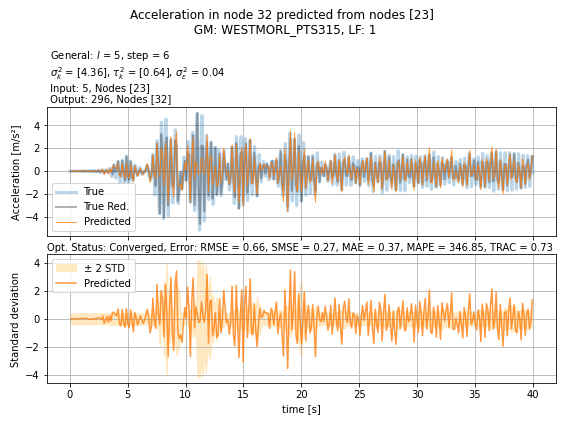 Acceleration in node 32 predicted from nodes [23]
GM: WESTMORL_PTS315, LF: 1
General: l = 5, step = 6
σ²ₖ = [4.36], τ²ₖ = [0.64], σ²ε = 0.04
Input: 5, Nodes [23]
Output: 296, Nodes [32]
Acceleration [m/s²]
4
2
0
−2
−4
True
True Red.
Predicted
Opt. Status: Converged, Error: RMSE = 0.66, SMSE = 0.27, MAE = 0.37, MAPE = 346.85, TRAC = 0.73
Standard deviation
4
2
0
−2
−4
± 2 STD
Predicted
0 5 10 15 20 25 30 35 40
time [s]